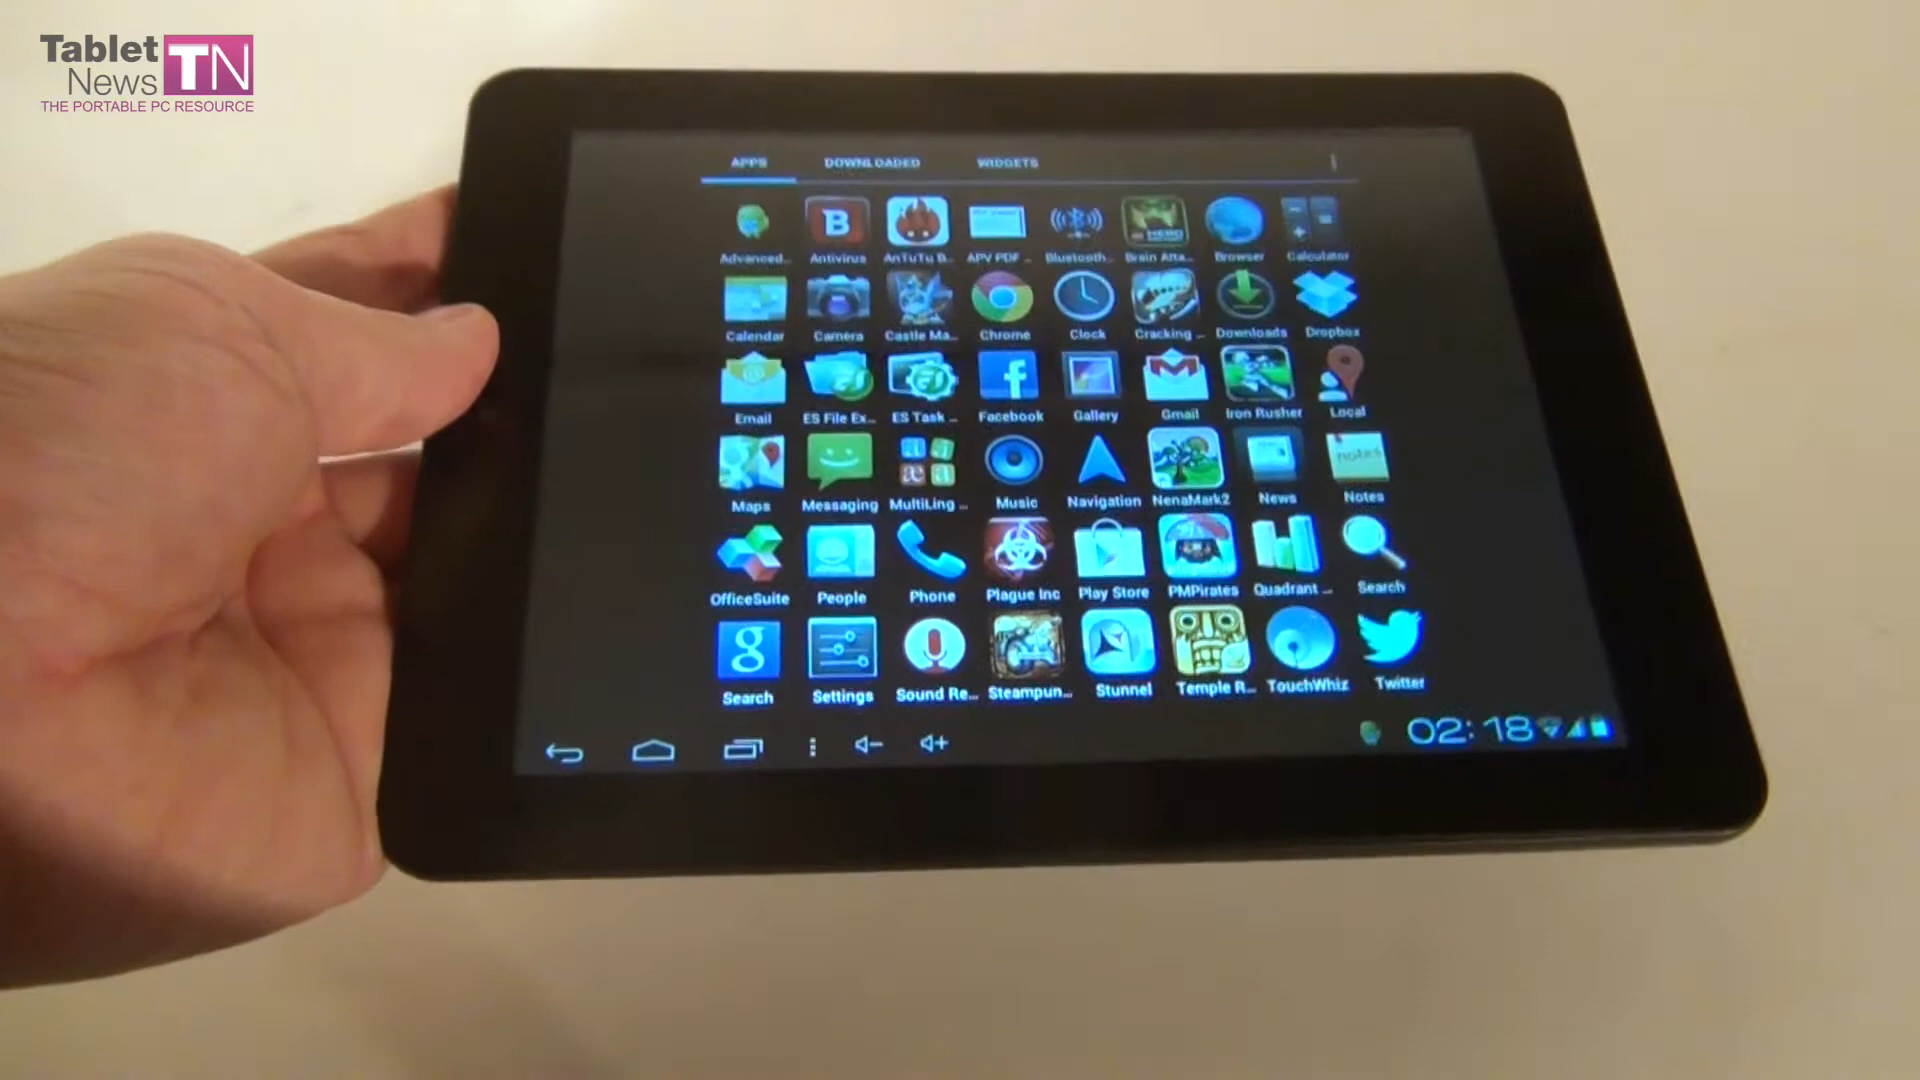 Tablet
News TN
THE PORTABLE PC RESOURCE
APPS DOWNLOADED WIDGETS
B
HERO
Advanced... Antivirus AnTuTu B... APV PDF ... Bluetooth... Brain Atta... Browser Calculator
Calendar Camera Castle Ma... Chrome Clock Cracking ... Downloads Dropbox
f
Email ES File Ex... ES Task ... Facebook Gallery Gmail Iron Rusher Local
notes
Maps Messaging MultiLing ... Music Navigation NenaMark2 News Notes
OfficeSuite People Phone Plague Inc Play Store PMPirates Quadrant ... Search
g
Search Settings Sound Re... Steampun... Stunnel Temple R... TouchWhiz Twitter
02:18